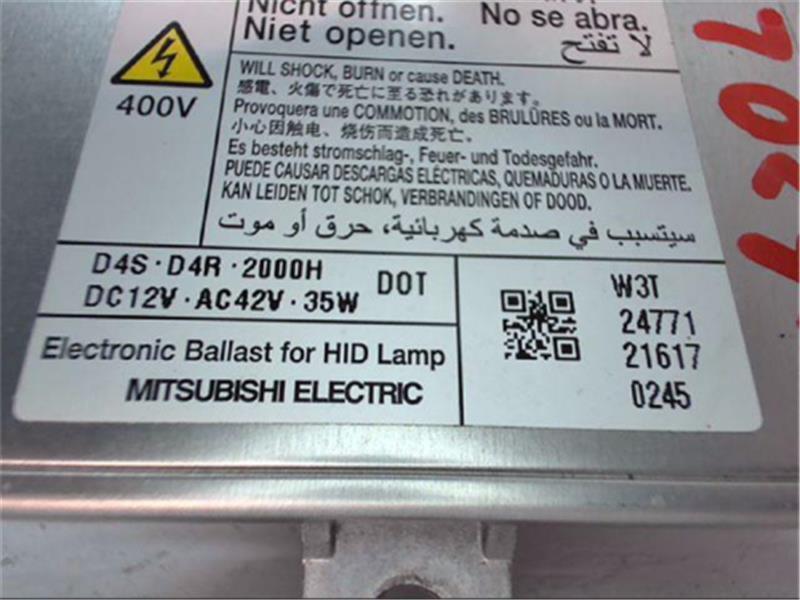 Nicht öffnen. No se abra.
Niet openen. لا تفتح
400V
WILL SHOCK, BURN or cause DEATH.
感電、火傷で死亡に至る恐れがあります。
Provoquera une COMMOTION, des BRULÛRES ou la MORT.
小心因触电、烧伤而造成死亡。
Es besteht stromschlag-, Feuer- und Todesgefahr.
PUEDE CAUSAR DESCARGAS ELÉCTRICAS, QUEMADURAS O LA MUERTE.
KAN LEIDEN TOT SCHOK, VERBRANDINGEN OF DOOD.
سيتسبب في صدمة كهربائية، حرق أو موت
D4S · D4R · 2000H DOT
DC12V · AC42V · 35W
Electronic Ballast for HID Lamp
MITSUBISHI ELECTRIC
W3T
24771
21617
0245